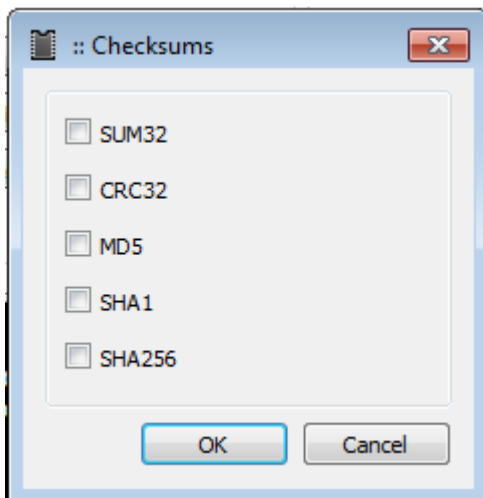 :: Checksums
SUM32
CRC32
MD5
SHA1
SHA256
OK
Cancel